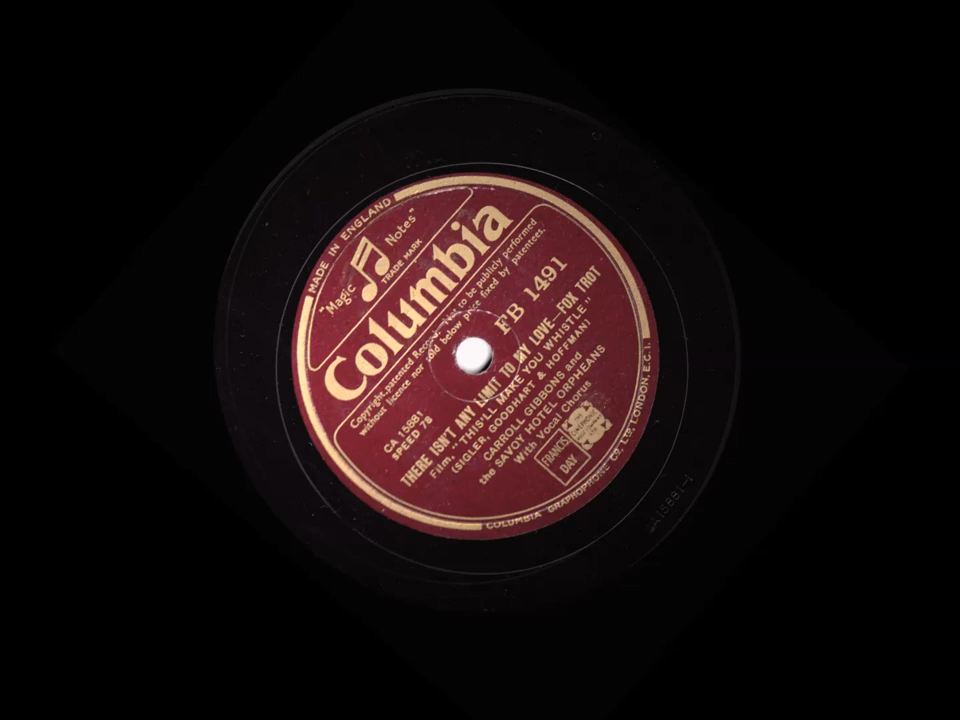 MADE IN ENGLAND
"Magic Notes"
TRADE MARK
Columbia
Copyright, patented Record. Not to be publicly performed
without licence nor sold below price fixed by patentees.
FB 1491
CA 15881
SPEED 78
THERE ISN'T ANY LIMIT TO MY LOVE—FOX TROT
Film, "THIS'LL MAKE YOU WHISTLE"
(SIGLER, GOODHART & HOFFMAN)
CARROLL GIBBONS and
the SAVOY HOTEL ORPHEANS
With Vocal Chorus
FRANCIS
DAY
COLUMBIA GRAPHOPHONE CO. LTD. LONDON, E.C.1.